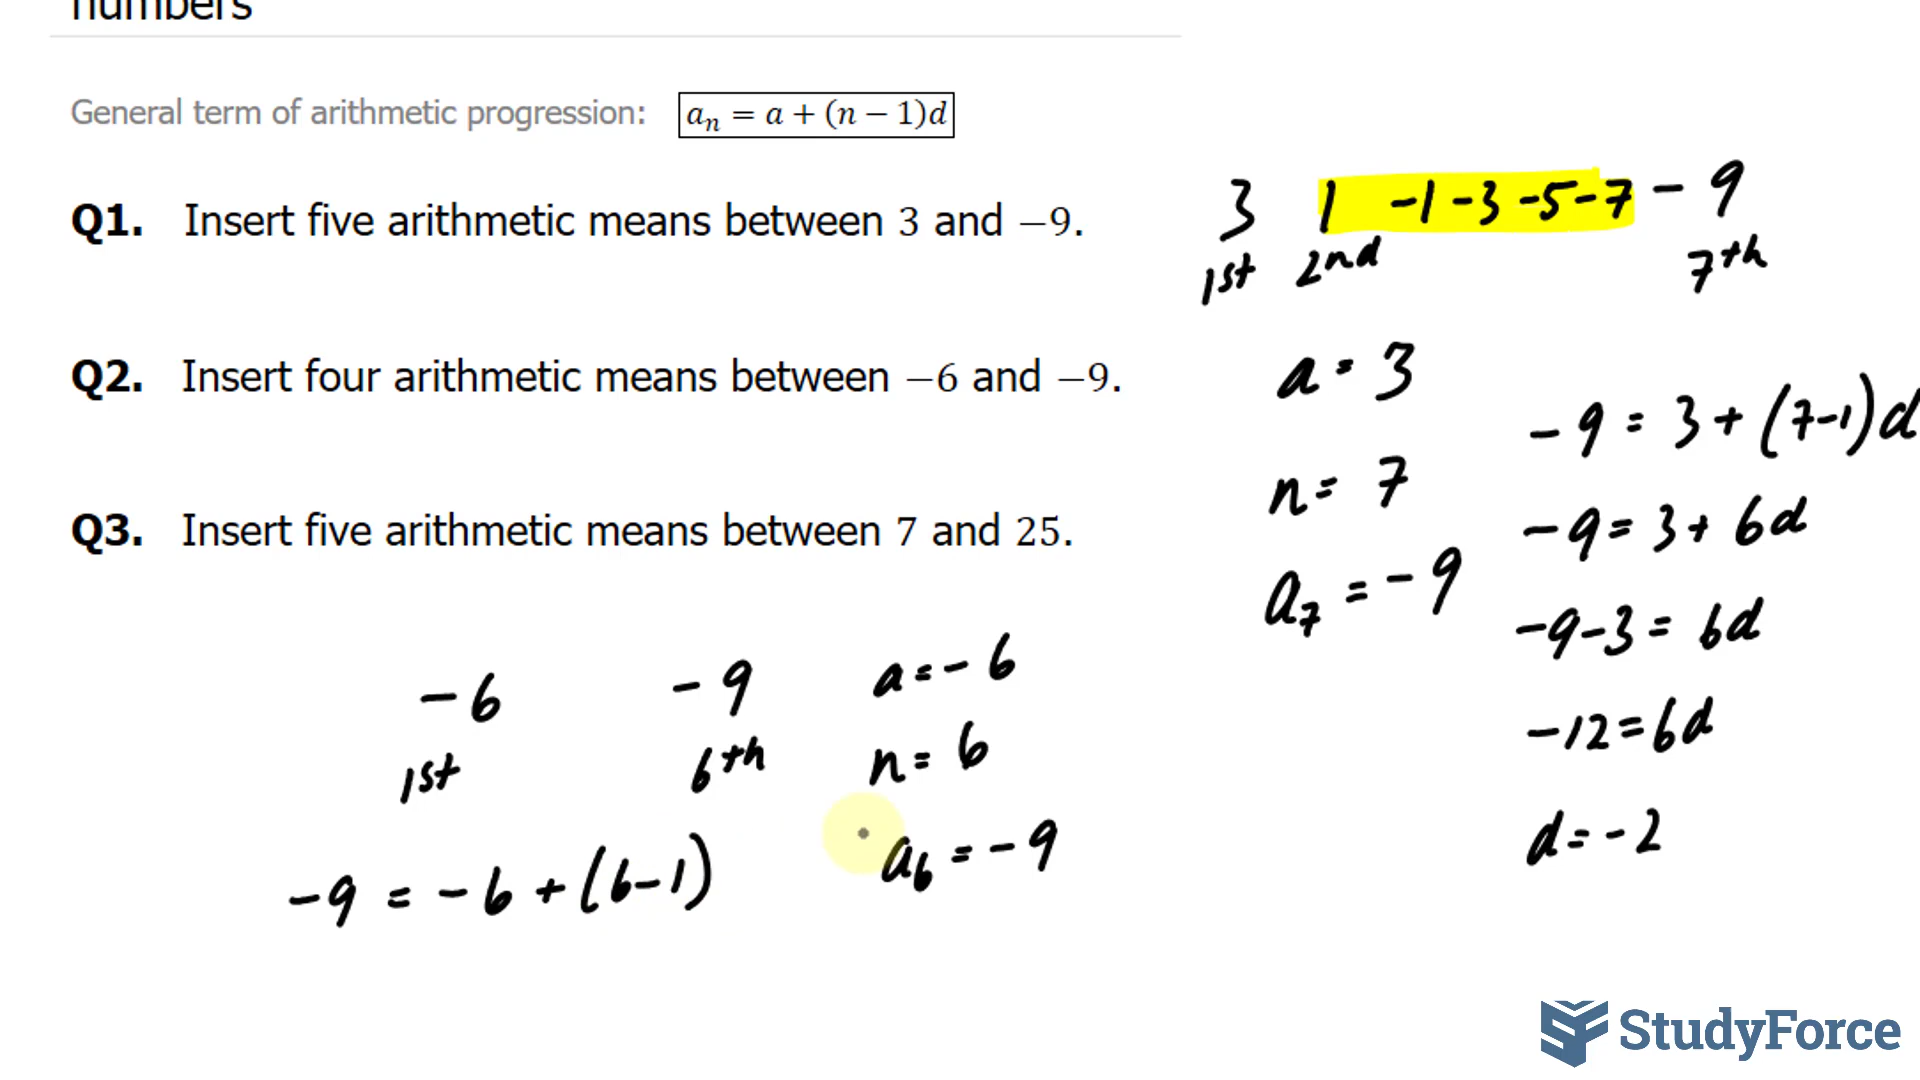 numbers
General term of arithmetic progression: aₙ = a + (n − 1)d
Q1. Insert five arithmetic means between 3 and −9.
Q2. Insert four arithmetic means between −6 and −9.
Q3. Insert five arithmetic means between 7 and 25.
3 1 -1 -3 -5 -7 -9
1st 2nd 7th
a = 3
n = 7
a₇ = -9
-9 = 3 + (7-1)d
-9 = 3 + 6d
-9-3 = 6d
-12 = 6d
d = -2
-6 -9
1st 6th
a = -6
n = 6
a₆ = -9
-9 = -6 + (6-1)
StudyForce